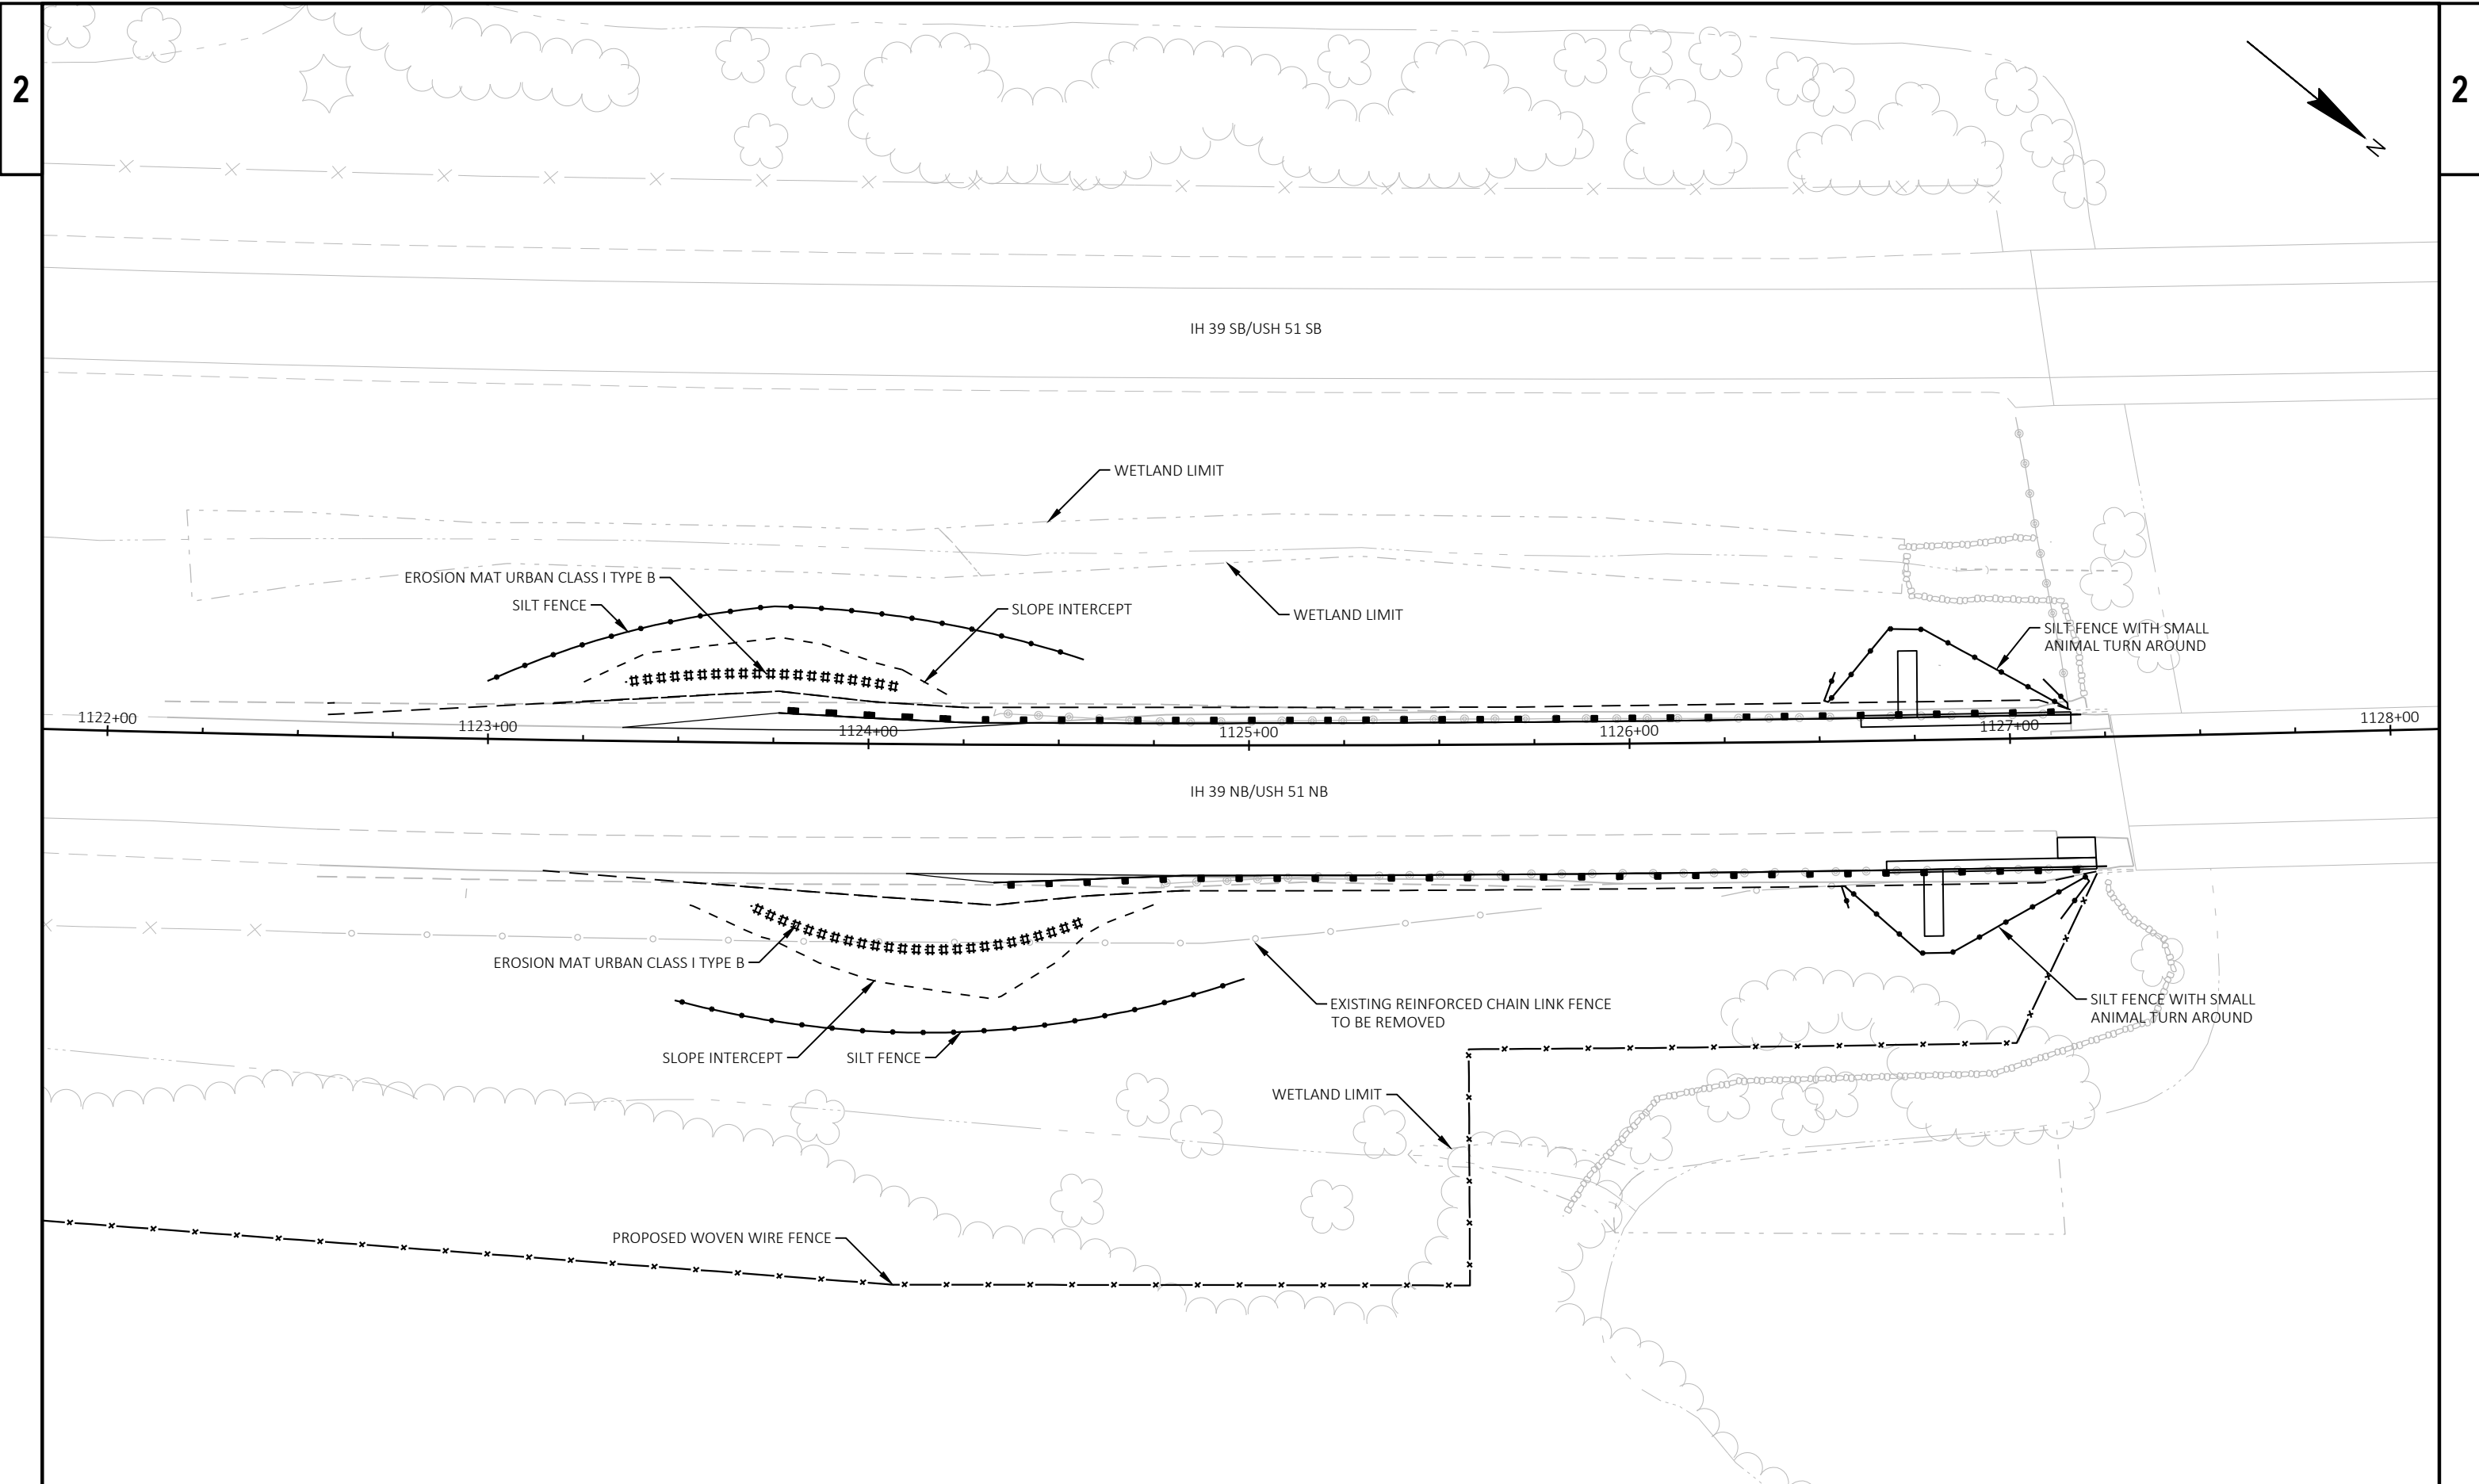 2
2
N
IH 39 SB/USH 51 SB
WETLAND LIMIT
EROSION MAT URBAN CLASS I TYPE B
SILT FENCE
SLOPE INTERCEPT
WETLAND LIMIT
SILT FENCE WITH SMALL
ANIMAL TURN AROUND
1122+00
1123+00
1124+00
1125+00
1126+00
1127+00
1128+00
IH 39 NB/USH 51 NB
EROSION MAT URBAN CLASS I TYPE B
EXISTING REINFORCED CHAIN LINK FENCE
TO BE REMOVED
SILT FENCE WITH SMALL
ANIMAL TURN AROUND
SLOPE INTERCEPT
SILT FENCE
WETLAND LIMIT
PROPOSED WOVEN WIRE FENCE